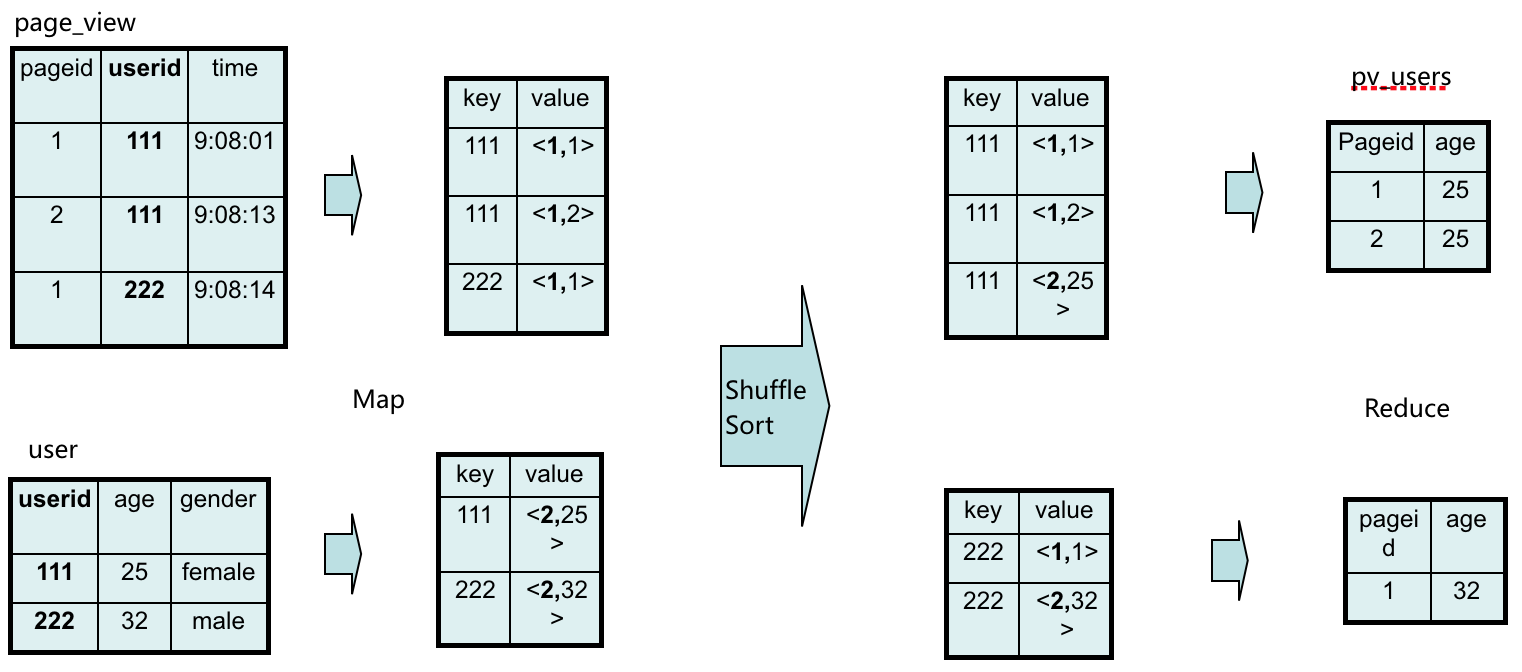 page_view
pageid userid time
1 111 9:08:01
2 111 9:08:13
1 222 9:08:14
key value
111 <1,1>
111 <1,2>
222 <1,1>
Map
user
userid age gender
111 25 female
222 32 male
key value
111 <2,25
>
222 <2,32
>
Shuffle
Sort
key value
111 <1,1>
111 <1,2>
111 <2,25
>
pv_users
Pageid age
1 25
2 25
Reduce
key value
222 <1,1>
222 <2,32
>
pagei age
d
1 32